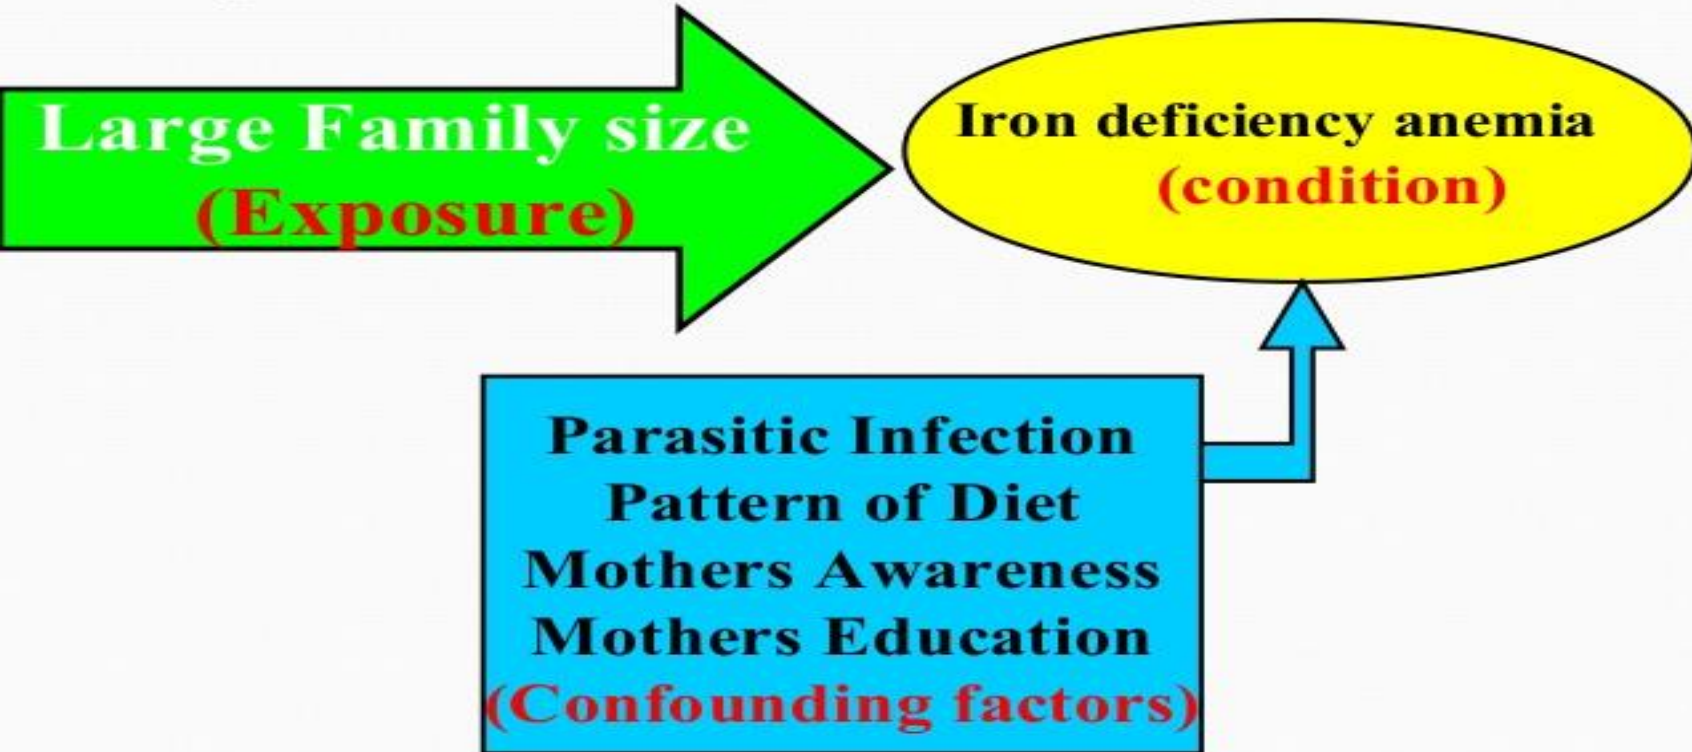 Large Family size
(Exposure)
Iron deficiency anemia
(condition)
Parasitic Infection
Pattern of Diet
Mothers Awareness
Mothers Education
(Confounding factors)